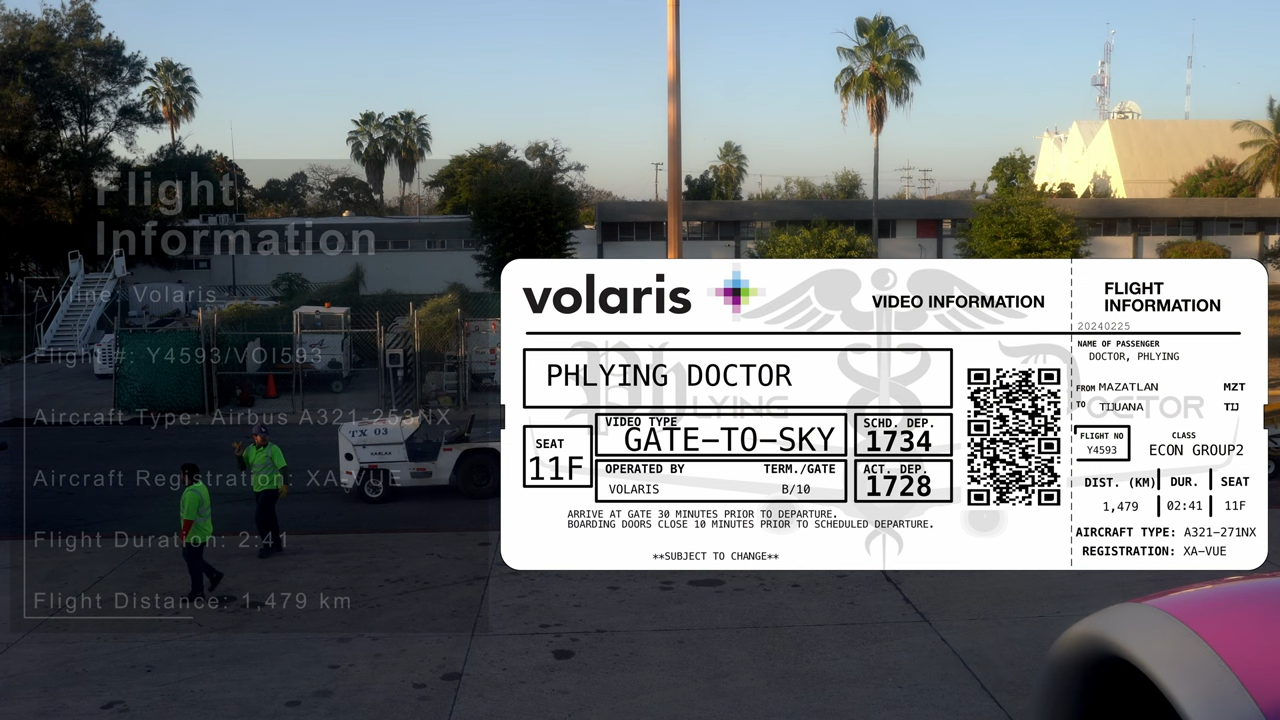 Flight
Information
Airline: Volaris
Flight #: Y4593/VOI593
Aircraft Type: Airbus A321-253NX
Aircraft Registration: XA-VUE
Flight Duration: 2:41
Flight Distance: 1,479 km
TX 03
volaris
VIDEO INFORMATION
PHLYING DOCTOR
PHLYING DOCTOR
SEAT
11F
VIDEO TYPE
GATE-TO-SKY
SCHD. DEP.
1734
OPERATED BY
TERM./GATE
VOLARIS
B/10
ACT. DEP.
1728
ARRIVE AT GATE 30 MINUTES PRIOR TO DEPARTURE.
BOARDING DOORS CLOSE 10 MINUTES PRIOR TO SCHEDULED DEPARTURE.
**SUBJECT TO CHANGE**
FLIGHT
INFORMATION
20240225
NAME OF PASSENGER
DOCTOR, PHLYING
FROM MAZATLAN MZT
TO TIJUANA TIJ
FLIGHT NO
Y4593
CLASS
ECON GROUP2
DIST. (KM) DUR. SEAT
1,479 02:41 11F
AIRCRAFT TYPE: A321-271NX
REGISTRATION: XA-VUE